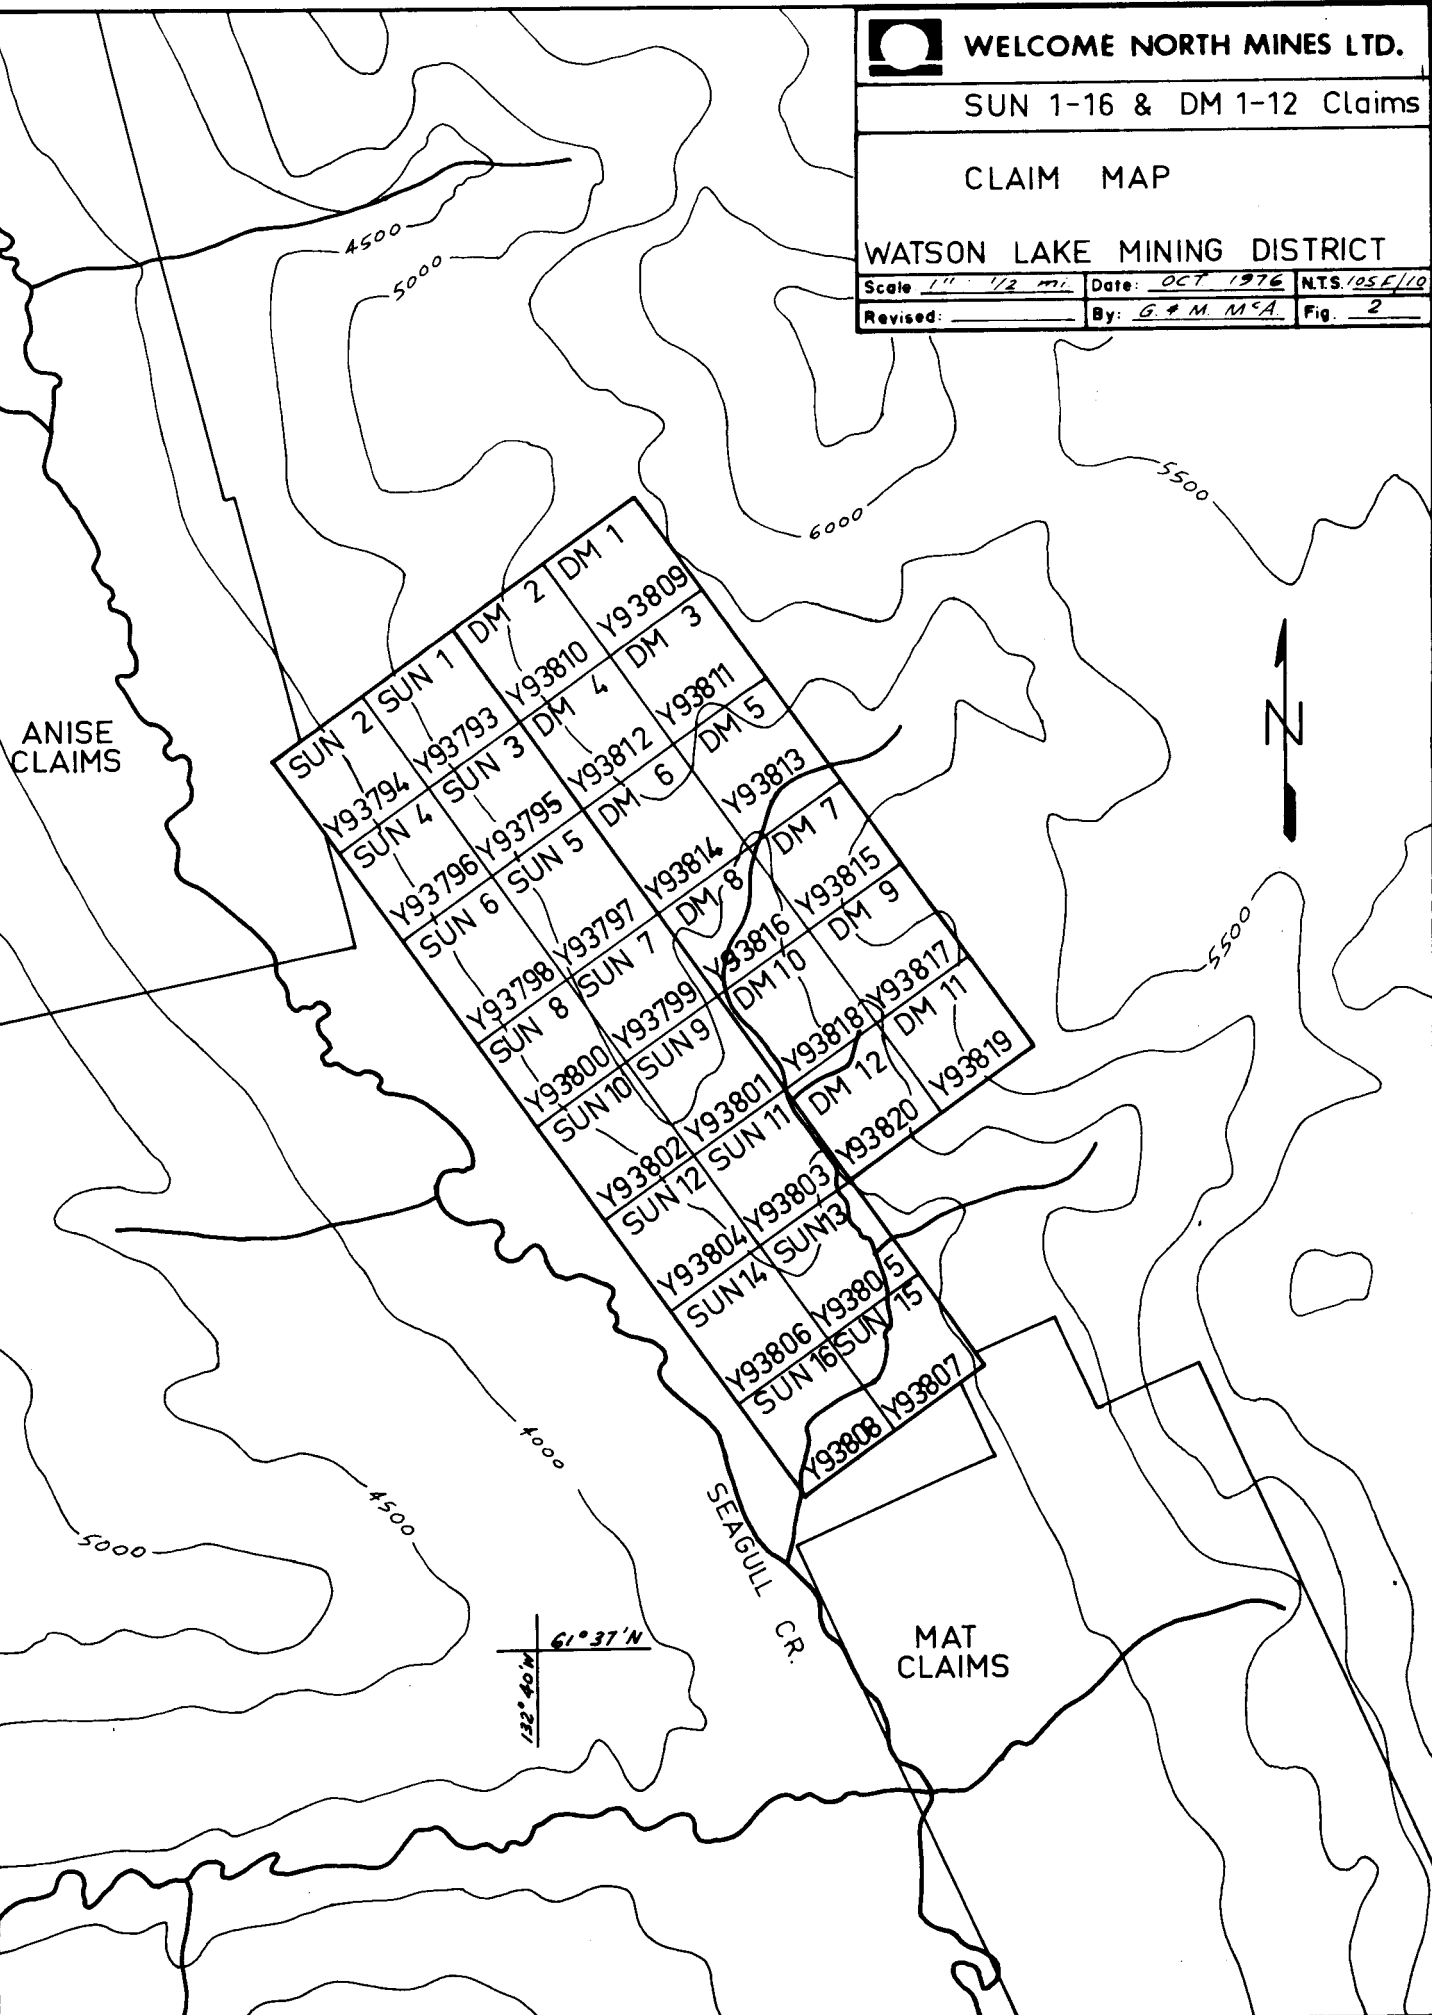 WELCOME NORTH MINES LTD.
SUN 1-16 & DM 1-12 Claims
CLAIM MAP
WATSON LAKE MINING DISTRICT
Scale 1" : 1/2 mi. Date: OCT 1976 N.T.S. 105F/10
Revised: By: G. & M. McA. Fig. 2
4500
5000
6000
5500
DM 1
Y93809
DM 2
Y93810
SUN 1
Y93793
SUN 2
Y93794
DM 3
Y93811
DM 4
Y93812
SUN 3
Y93795
SUN 4
Y93796
DM 5
Y93813
DM 6
Y93814
SUN 5
Y93797
SUN 6
Y93798
DM 7
Y93815
DM 8
Y93816
SUN 7
Y93799
SUN 8
Y93800
DM 9
Y93817
DM 10
Y93818
SUN 9
Y93801
SUN 10
Y93802
DM 11
Y93819
DM 12
Y93820
SUN 11
Y93803
SUN 12
Y93804
SUN 13
Y93805
SUN 14
Y93806
SUN 15
Y93807
SUN 16
Y93808
ANISE
CLAIMS
N
5500
4000
4500
5000
SEAGULL CR.
61° 37'N
132° 40'W
MAT
CLAIMS